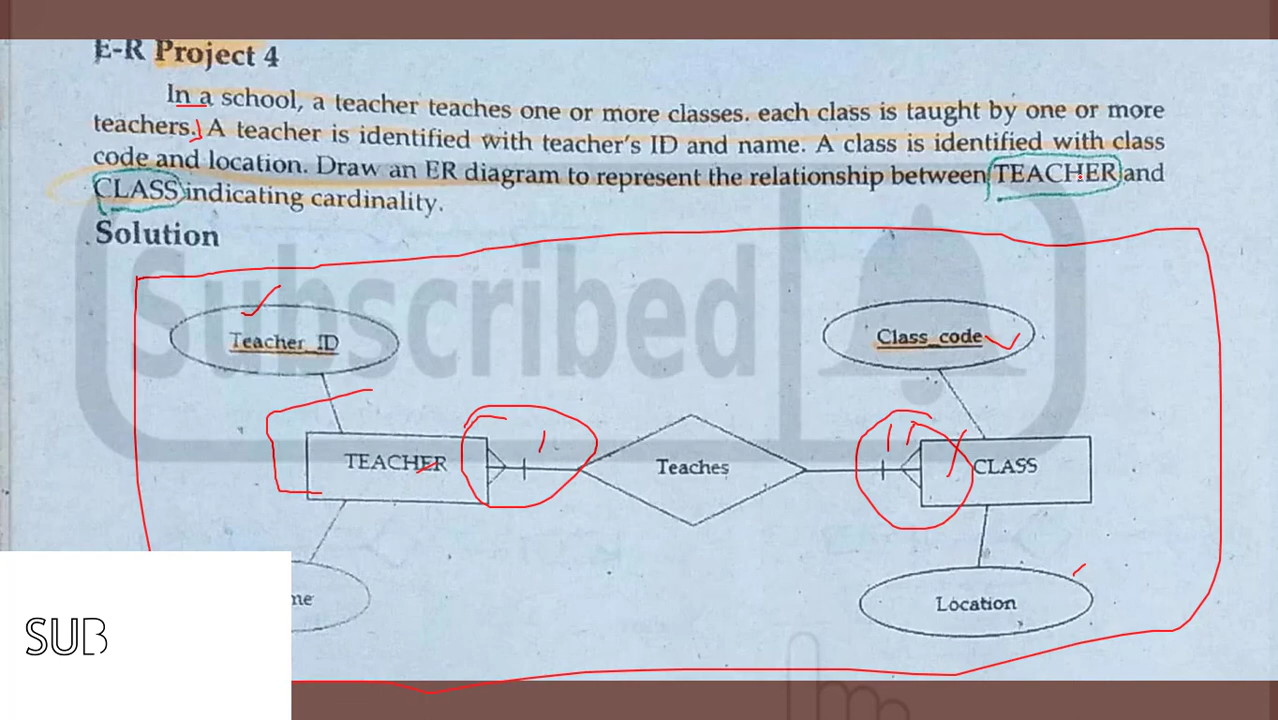 E-R Project 4
In a school, a teacher teaches one or more classes. each class is taught by one or more
teachers. A teacher is identified with teacher's ID and name. A class is identified with class
code and location. Draw an ER diagram to represent the relationship between TEACHER and
CLASS indicating cardinality.
Solution
Subscribed
Teacher_ID
Class_code
TEACHER
Teaches
CLASS
me
Location
SUB